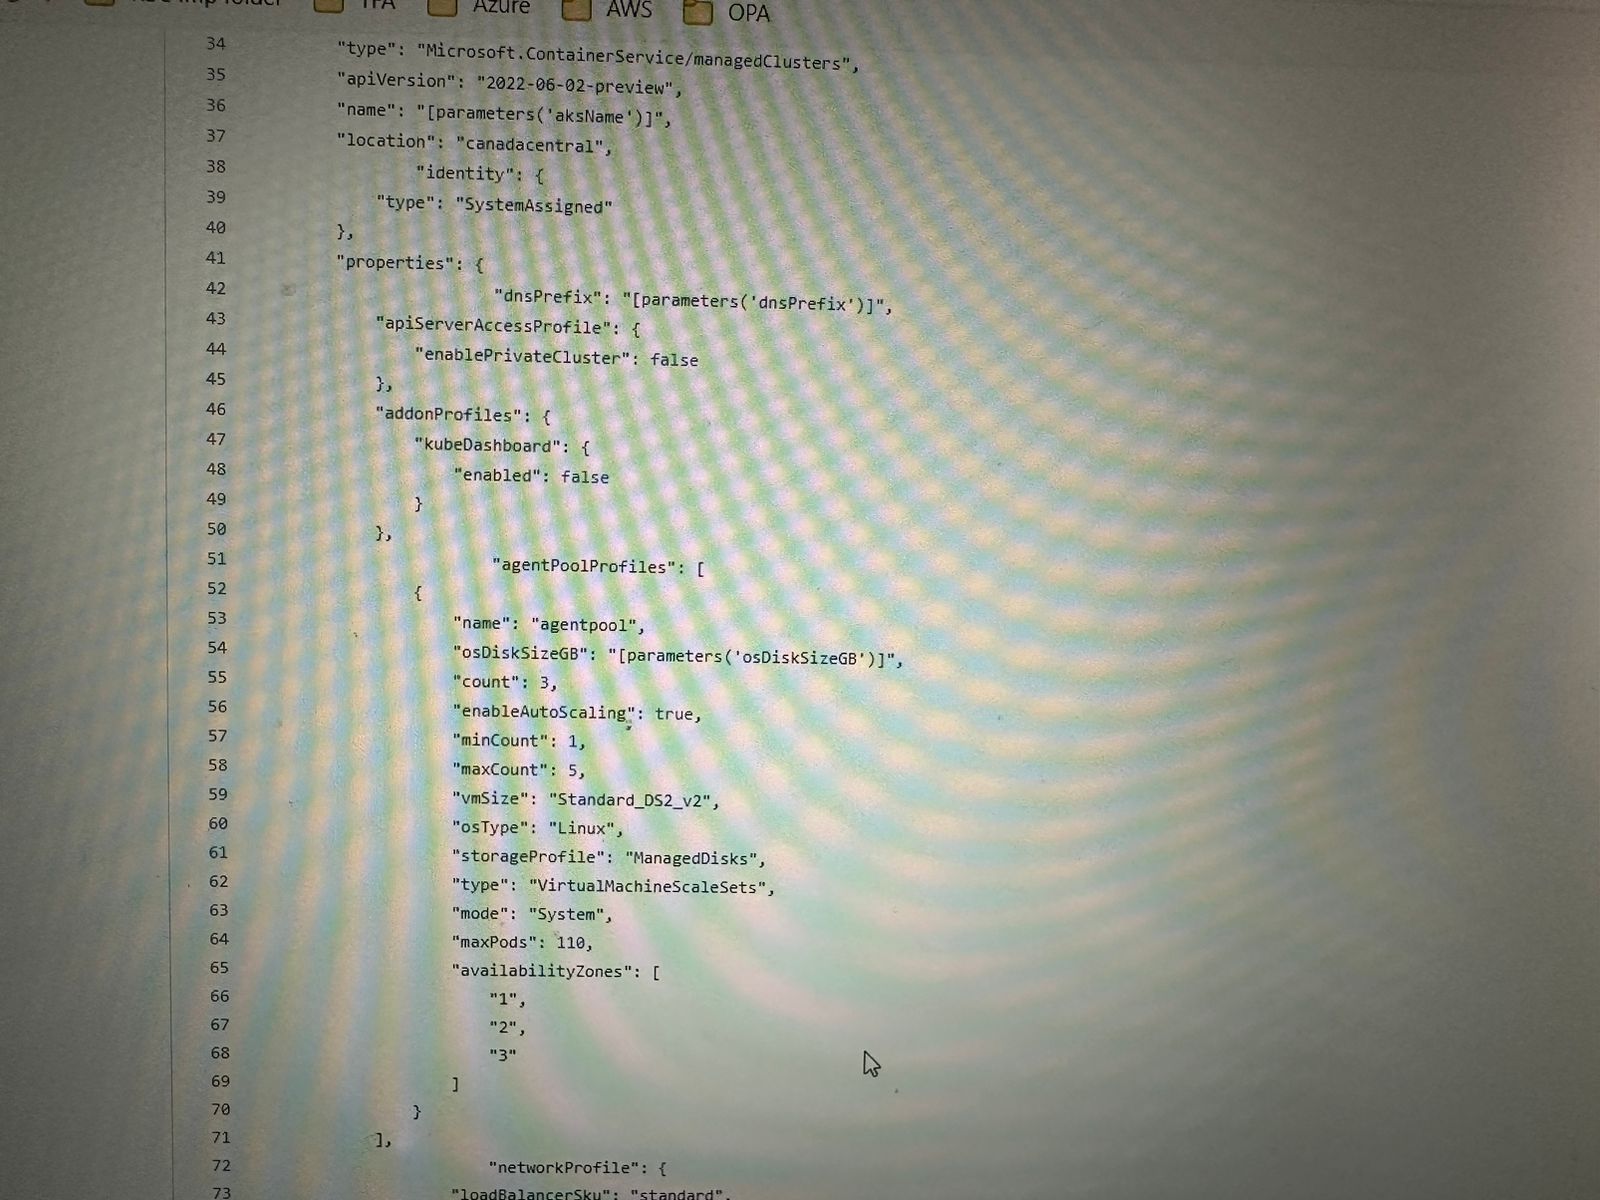 folder TFA Azure AWS OPA
34 "type": "Microsoft.ContainerService/managedClusters",
35 "apiVersion": "2022-06-02-preview",
36 "name": "[parameters('aksName')]",
37 "location": "canadacentral",
38 "identity": {
39 "type": "SystemAssigned"
40 },
41 "properties": {
42 "dnsPrefix": "[parameters('dnsPrefix')]",
43 "apiServerAccessProfile": {
44 "enablePrivateCluster": false
45 },
46 "addonProfiles": {
47 "kubeDashboard": {
48 "enabled": false
49 }
50 },
51 "agentPoolProfiles": [
52 {
53 "name": "agentpool",
54 "osDiskSizeGB": "[parameters('osDiskSizeGB')]",
55 "count": 3,
56 "enableAutoScaling": true,
57 "minCount": 1,
58 "maxCount": 5,
59 "vmSize": "Standard_DS2_v2",
60 "osType": "Linux",
61 "storageProfile": "ManagedDisks",
62 "type": "VirtualMachineScaleSets",
63 "mode": "System",
64 "maxPods": 110,
65 "availabilityZones": [
66 "1",
67 "2",
68 "3"
69 ]
70 }
71 ],
72 "networkProfile": {
73 "loadBalancerSku": "standard",